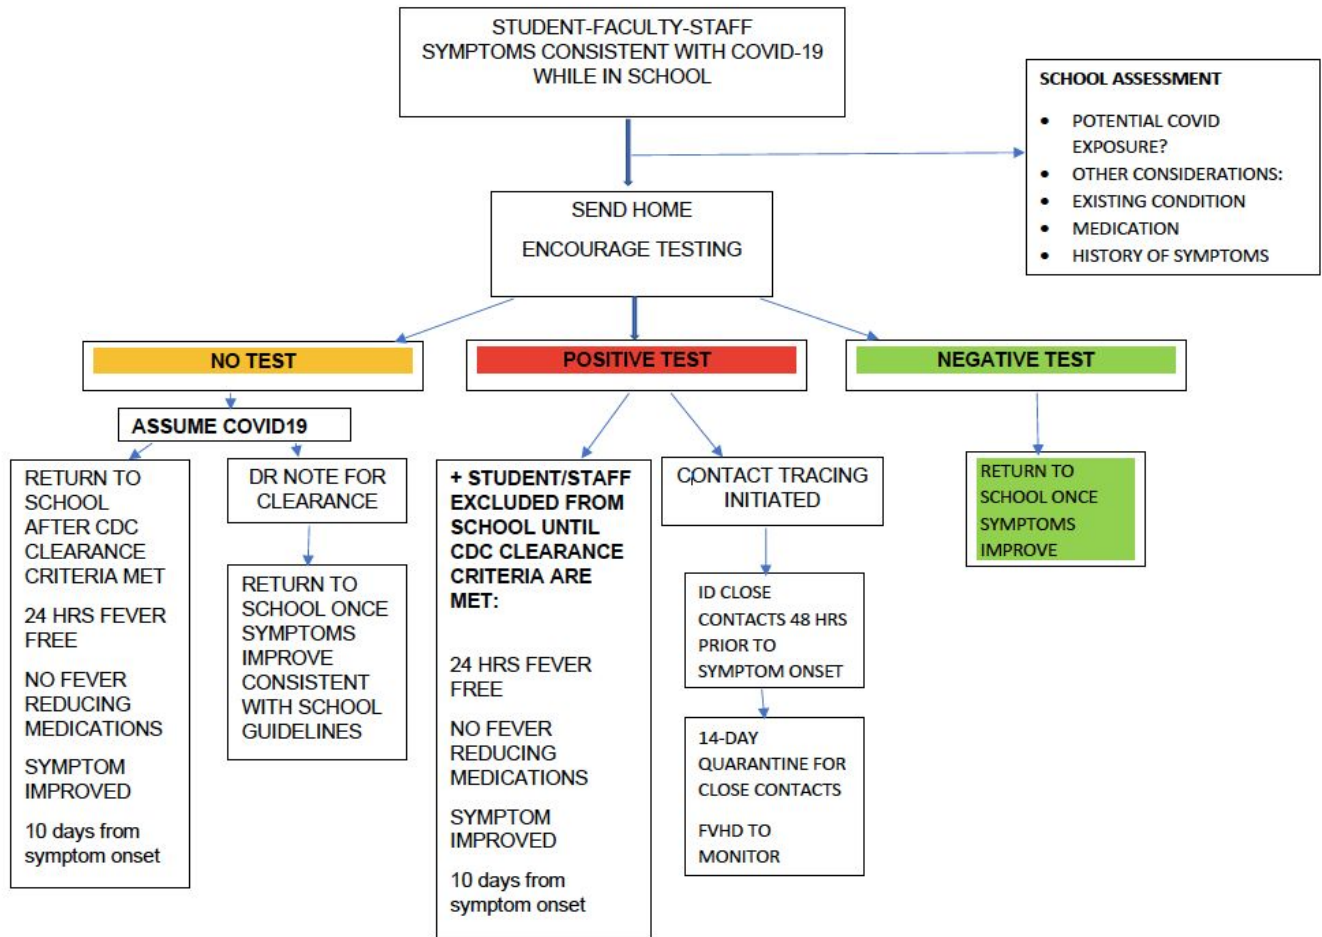 STUDENT-FACULTY-STAFF
SYMPTOMS CONSISTENT WITH COVID-19
WHILE IN SCHOOL
SCHOOL ASSESSMENT
• POTENTIAL COVID
EXPOSURE?
• OTHER CONSIDERATIONS:
• EXISTING CONDITION
• MEDICATION
• HISTORY OF SYMPTOMS
SEND HOME
ENCOURAGE TESTING
NO TEST
POSITIVE TEST
NEGATIVE TEST
ASSUME COVID19
RETURN TO
SCHOOL
AFTER CDC
CLEARANCE
CRITERIA MET
24 HRS FEVER
FREE
NO FEVER
REDUCING
MEDICATIONS
SYMPTOM
IMPROVED
10 days from
symptom onset
DR NOTE FOR
CLEARANCE
RETURN TO
SCHOOL ONCE
SYMPTOMS
IMPROVE
CONSISTENT
WITH SCHOOL
GUIDELINES
+ STUDENT/STAFF
EXCLUDED FROM
SCHOOL UNTIL
CDC CLEARANCE
CRITERIA ARE
MET:
24 HRS FEVER
FREE
NO FEVER
REDUCING
MEDICATIONS
SYMPTOM
IMPROVED
10 days from
symptom onset
CONTACT TRACING
INITIATED
ID CLOSE
CONTACTS 48 HRS
PRIOR TO
SYMPTOM ONSET
14-DAY
QUARANTINE FOR
CLOSE CONTACTS
FVHD TO
MONITOR
RETURN TO
SCHOOL ONCE
SYMPTOMS
IMPROVE